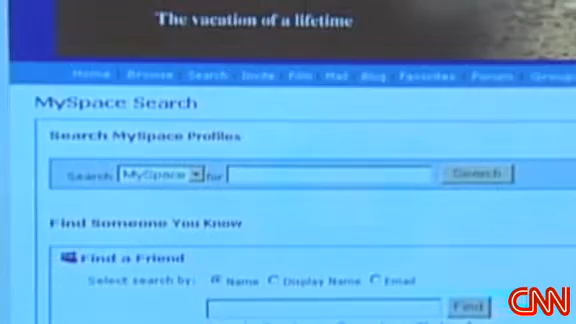 The vacation of a lifetime
Home Browse Search Invite Film Mail Blog Favorites Forum Groups
MySpace Search
Search MySpace Profiles
Search MySpace for Search
Find Someone You Know
Find a Friend
Select search by: Name Display Name Email
Find
CNN